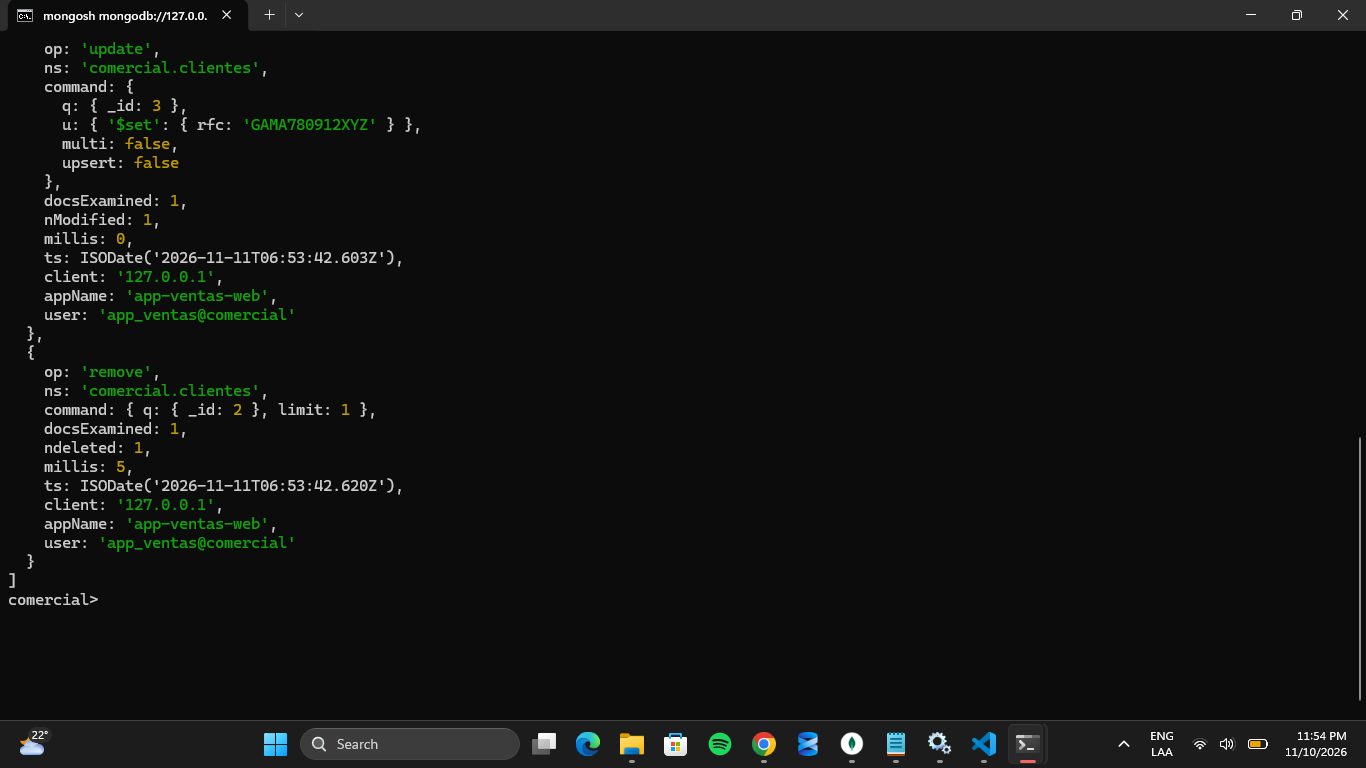 mongosh mongodb://127.0.0.
op: 'update',
ns: 'comercial.clientes',
command: {
q: { _id: 3 },
u: { '$set': { rfc: 'GAMA780912XYZ' } },
multi: false,
upsert: false
},
docsExamined: 1,
nModified: 1,
millis: 0,
ts: ISODate('2026-11-11T06:53:42.603Z'),
client: '127.0.0.1',
appName: 'app-ventas-web',
user: 'app_ventas@comercial'
},
{
op: 'remove',
ns: 'comercial.clientes',
command: { q: { _id: 2 }, limit: 1 },
docsExamined: 1,
ndeleted: 1,
millis: 5,
ts: ISODate('2026-11-11T06:53:42.620Z'),
client: '127.0.0.1',
appName: 'app-ventas-web',
user: 'app_ventas@comercial'
}
]
comercial>
22°
Search
ENG
LAA
11:54 PM
11/10/2026